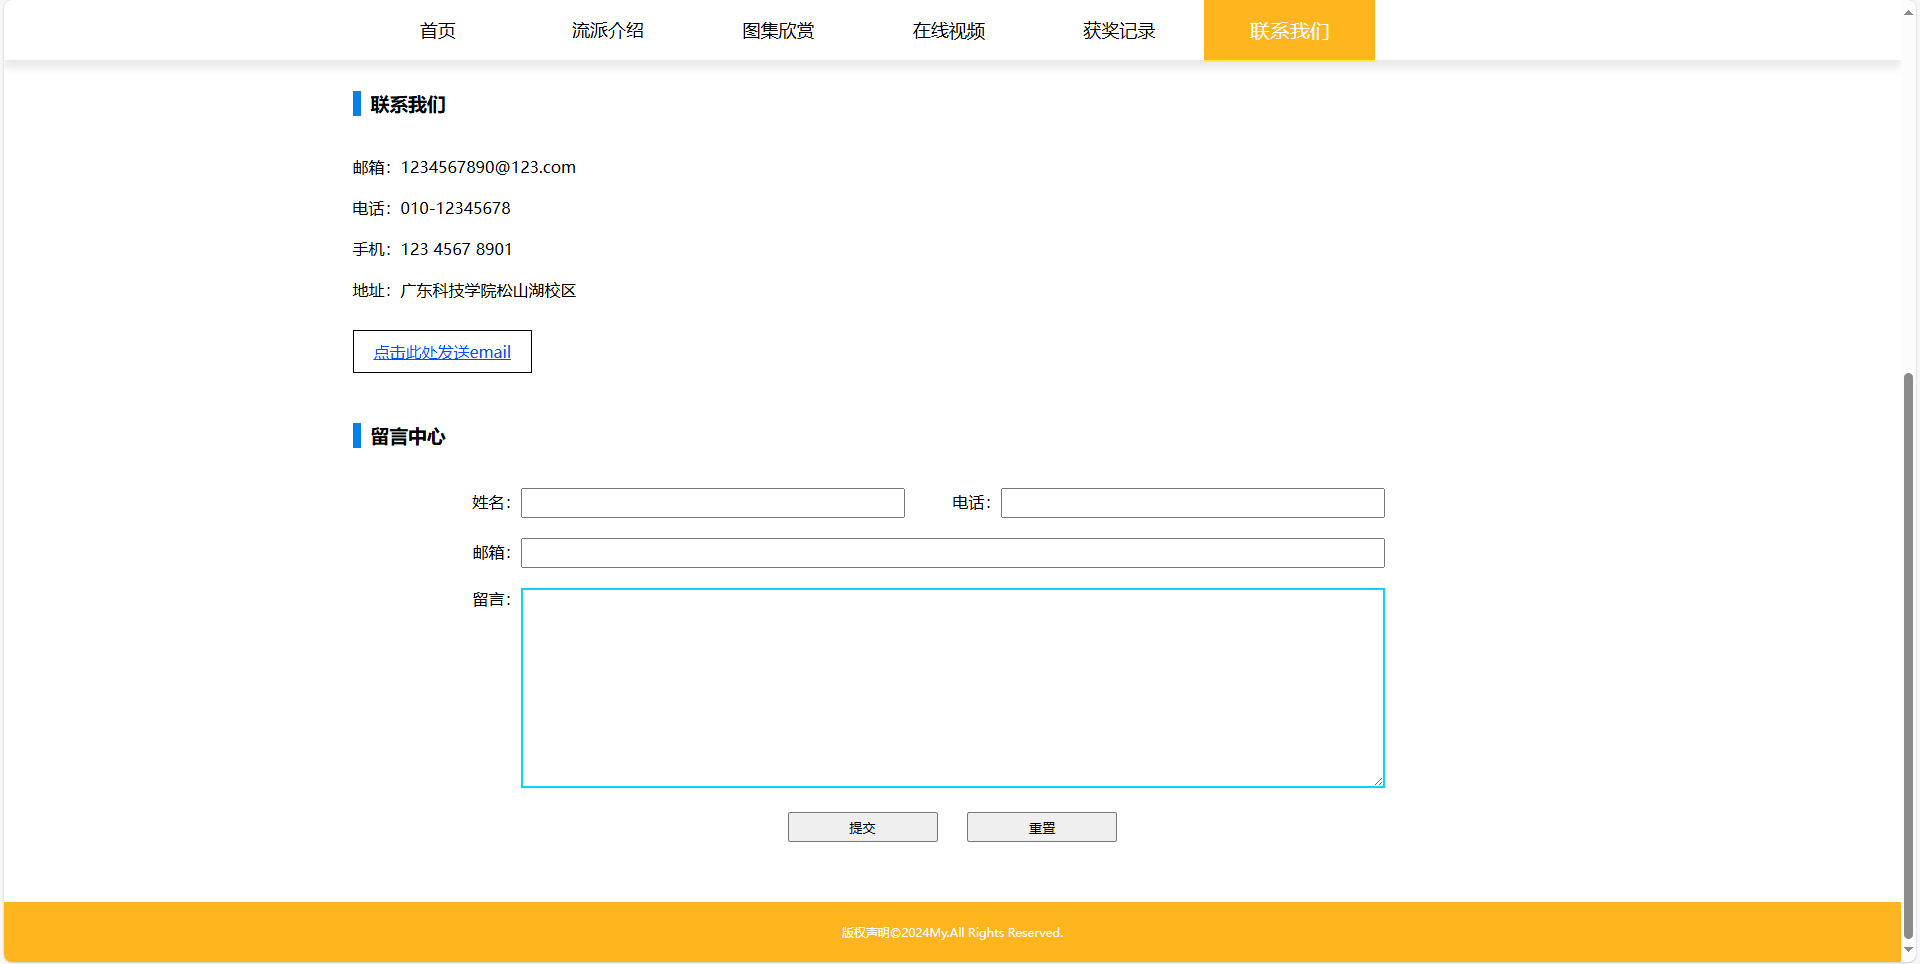 首页 流派介绍 图集欣赏 在线视频 获奖记录 联系我们
联系我们
邮箱：1234567890@123.com
电话：010-12345678
手机：123 4567 8901
地址：广东科技学院松山湖校区
点击此处发送email
留言中心
姓名： 电话：
邮箱：
留言：
提交 重置
版权声明©2024My.All Rights Reserved.